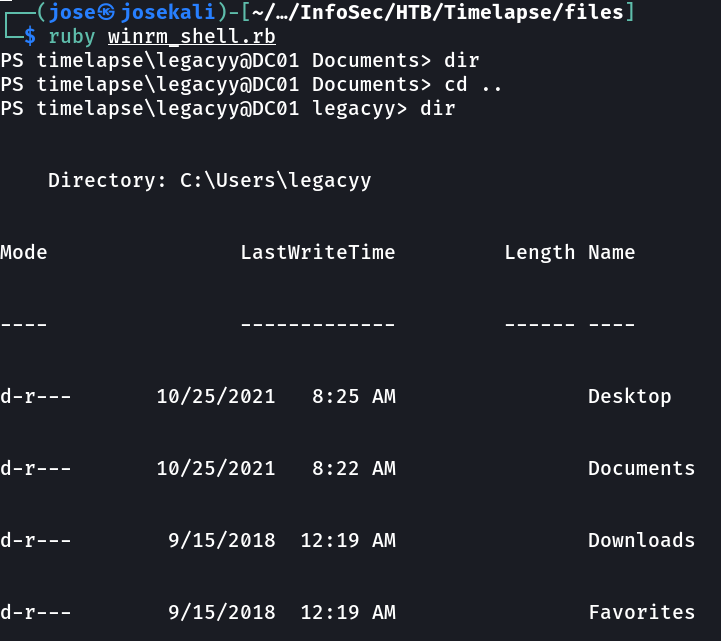 ┌──(jose㉿josekali)-[~/…/InfoSec/HTB/Timelapse/files]
└─$ ruby winrm_shell.rb
PS timelapse\legacyy@DC01 Documents> dir
PS timelapse\legacyy@DC01 Documents> cd ..
PS timelapse\legacyy@DC01 legacyy> dir
Directory: C:\Users\legacyy
Mode LastWriteTime Length Name
---- ------------- ------ ----
d-r--- 10/25/2021 8:25 AM Desktop
d-r--- 10/25/2021 8:22 AM Documents
d-r--- 9/15/2018 12:19 AM Downloads
d-r--- 9/15/2018 12:19 AM Favorites